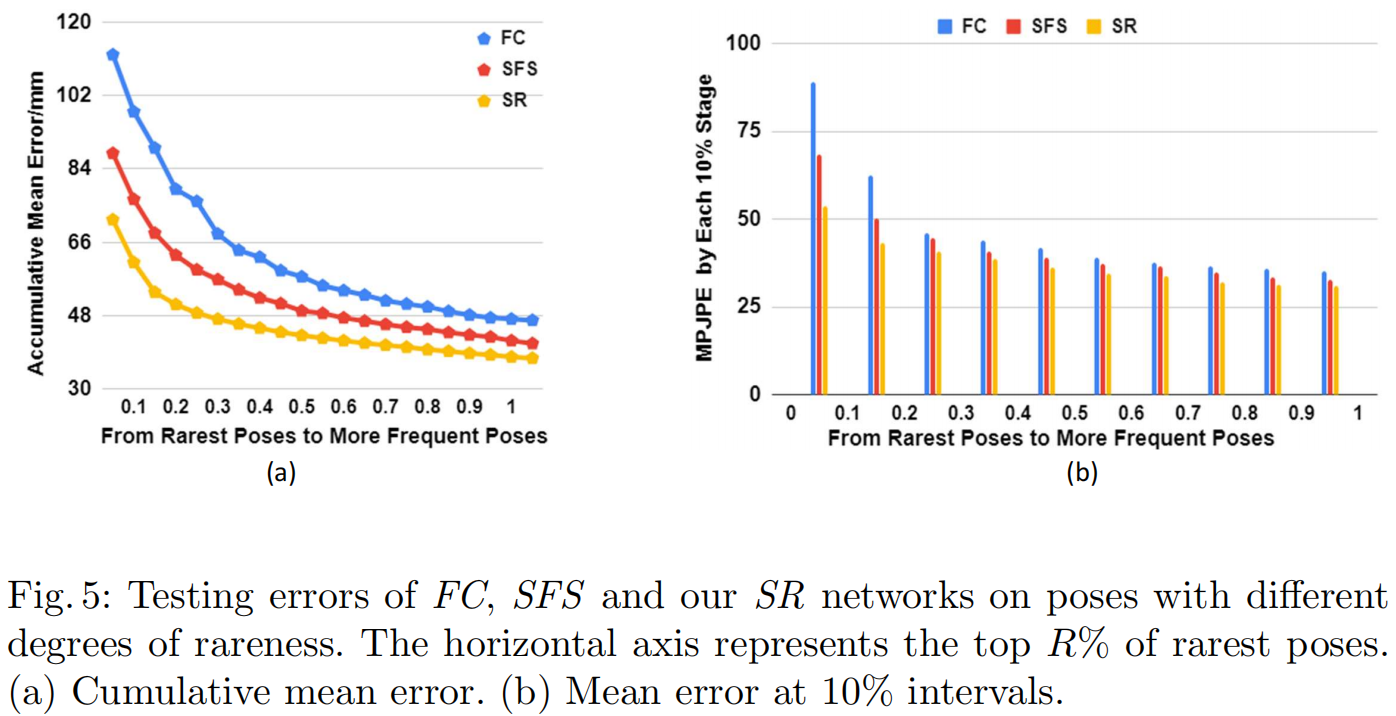 120
102
84
66
48
30
Accumulative Mean Error/mm
FC
SFS
SR
0.1 0.2 0.3 0.4 0.5 0.6 0.7 0.8 0.9 1
From Rarest Poses to More Frequent Poses
(a)
FC SFS SR
100
75
50
25
0
MPJPE by Each 10% Stage
0 0.1 0.2 0.3 0.4 0.5 0.6 0.7 0.8 0.9 1
From Rarest Poses to More Frequent Poses
(b)
Fig. 5: Testing errors of FC, SFS and our SR networks on poses with different
degrees of rareness. The horizontal axis represents the top R% of rarest poses.
(a) Cumulative mean error. (b) Mean error at 10% intervals.